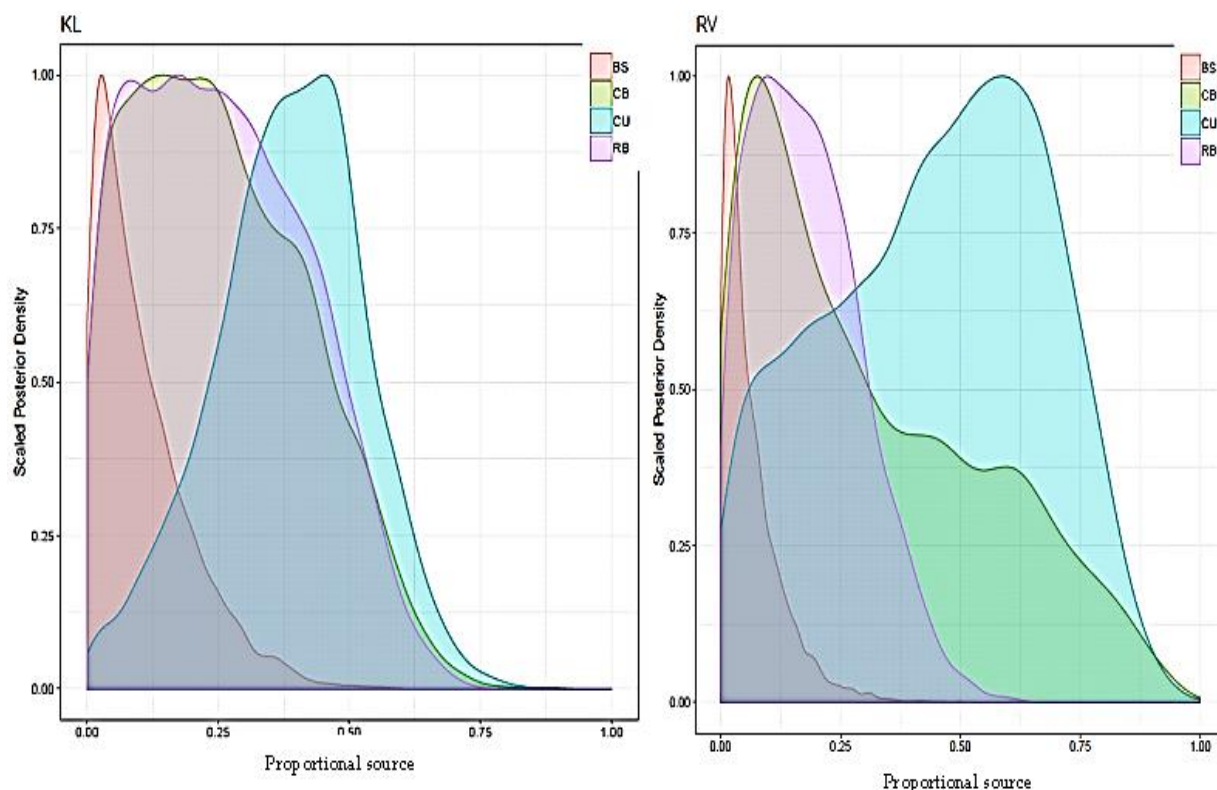 KL
BS
CB
CU
RB
1.00
0.75
0.50
0.25
0.00
Scaled Posterior Density
0.00 0.25 0.50 0.75 1.00
Proportional source
RV
BS
CB
CU
RB
1.00
0.75
0.50
0.25
0.00
Scaled Posterior Density
0.00 0.25 0.50 0.75 1.00
Proportional source